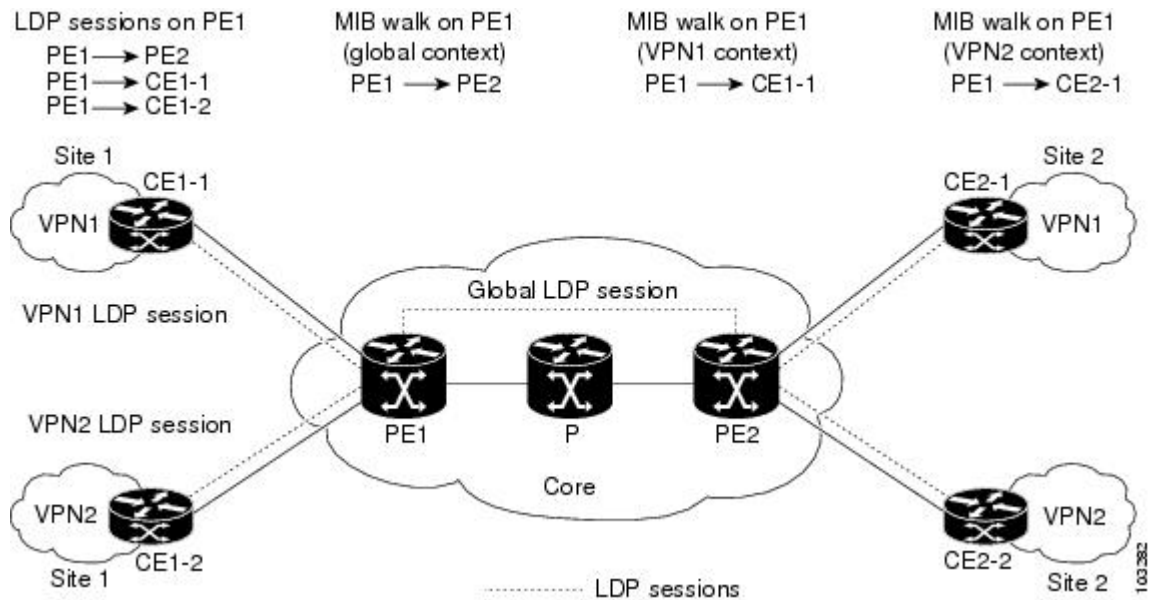 LDP sessions on PE1
PE1 → PE2
PE1 → CE1-1
PE1 → CE1-2
MIB walk on PE1
(global context)
PE1 → PE2
MIB walk on PE1
(VPN1 context)
PE1 → CE1-1
MIB walk on PE1
(VPN2 context)
PE1 → CE2-1
Site 1
CE1-1
VPN1
CE2-1
Site 2
VPN1
VPN1 LDP session
Global LDP session
VPN2 LDP session
PE1
P
PE2
Core
VPN2
CE1-2
Site 1
VPN2
CE2-2
Site 2
LDP sessions
103282